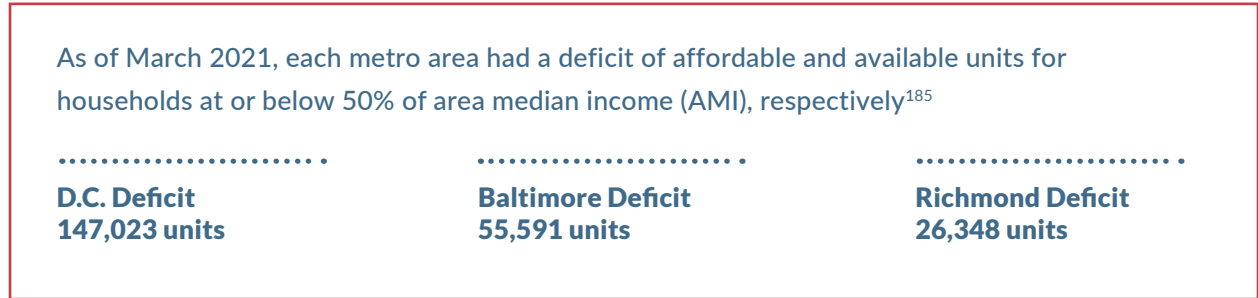 As of March 2021, each metro area had a deficit of affordable and available units for
households at or below 50% of area median income (AMI), respectively185
D.C. Deficit
147,023 units
Baltimore Deficit
55,591 units
Richmond Deficit
26,348 units